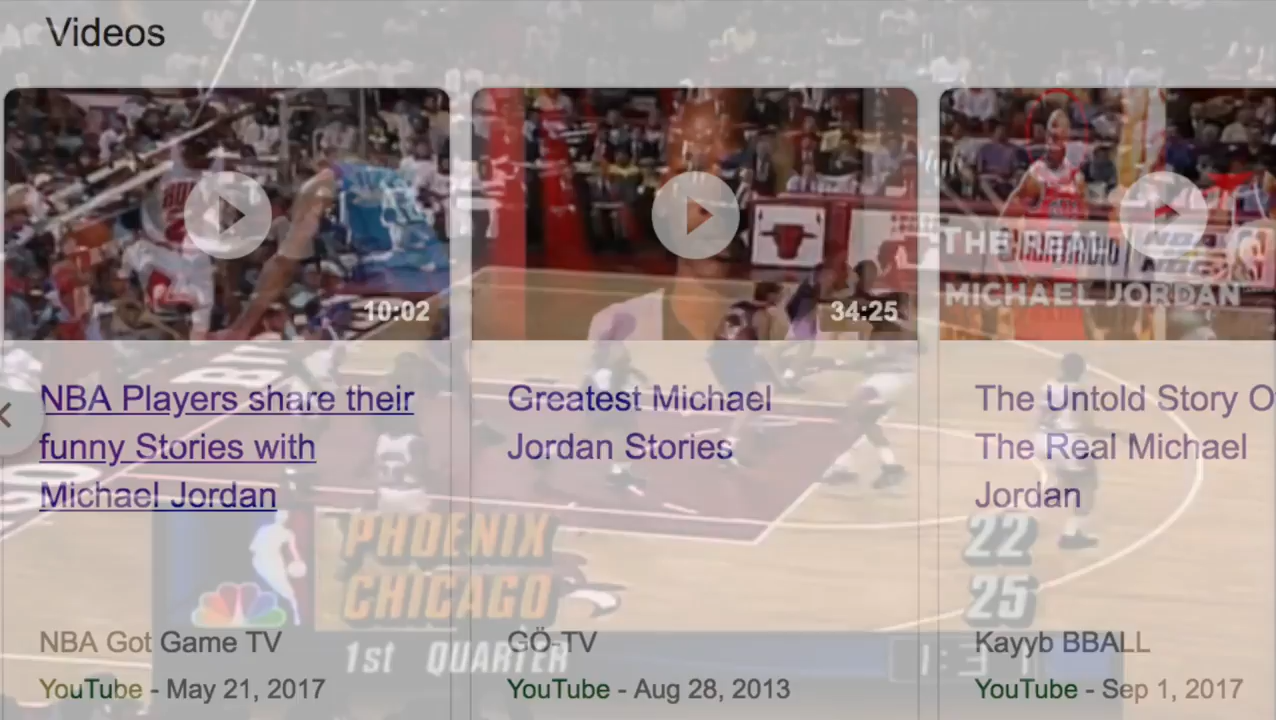 Videos
10:02
34:25
THE REAL
MICHAEL JORDAN
NBA Players share their
funny Stories with
Michael Jordan
Greatest Michael
Jordan Stories
The Untold Story O
The Real Michael
Jordan
PHOENIX 22
CHICAGO 25
1st QUARTER
NBA Got Game TV
GÖ-TV
Kayyb BBALL
YouTube - May 21, 2017
YouTube - Aug 28, 2013
YouTube - Sep 1, 2017